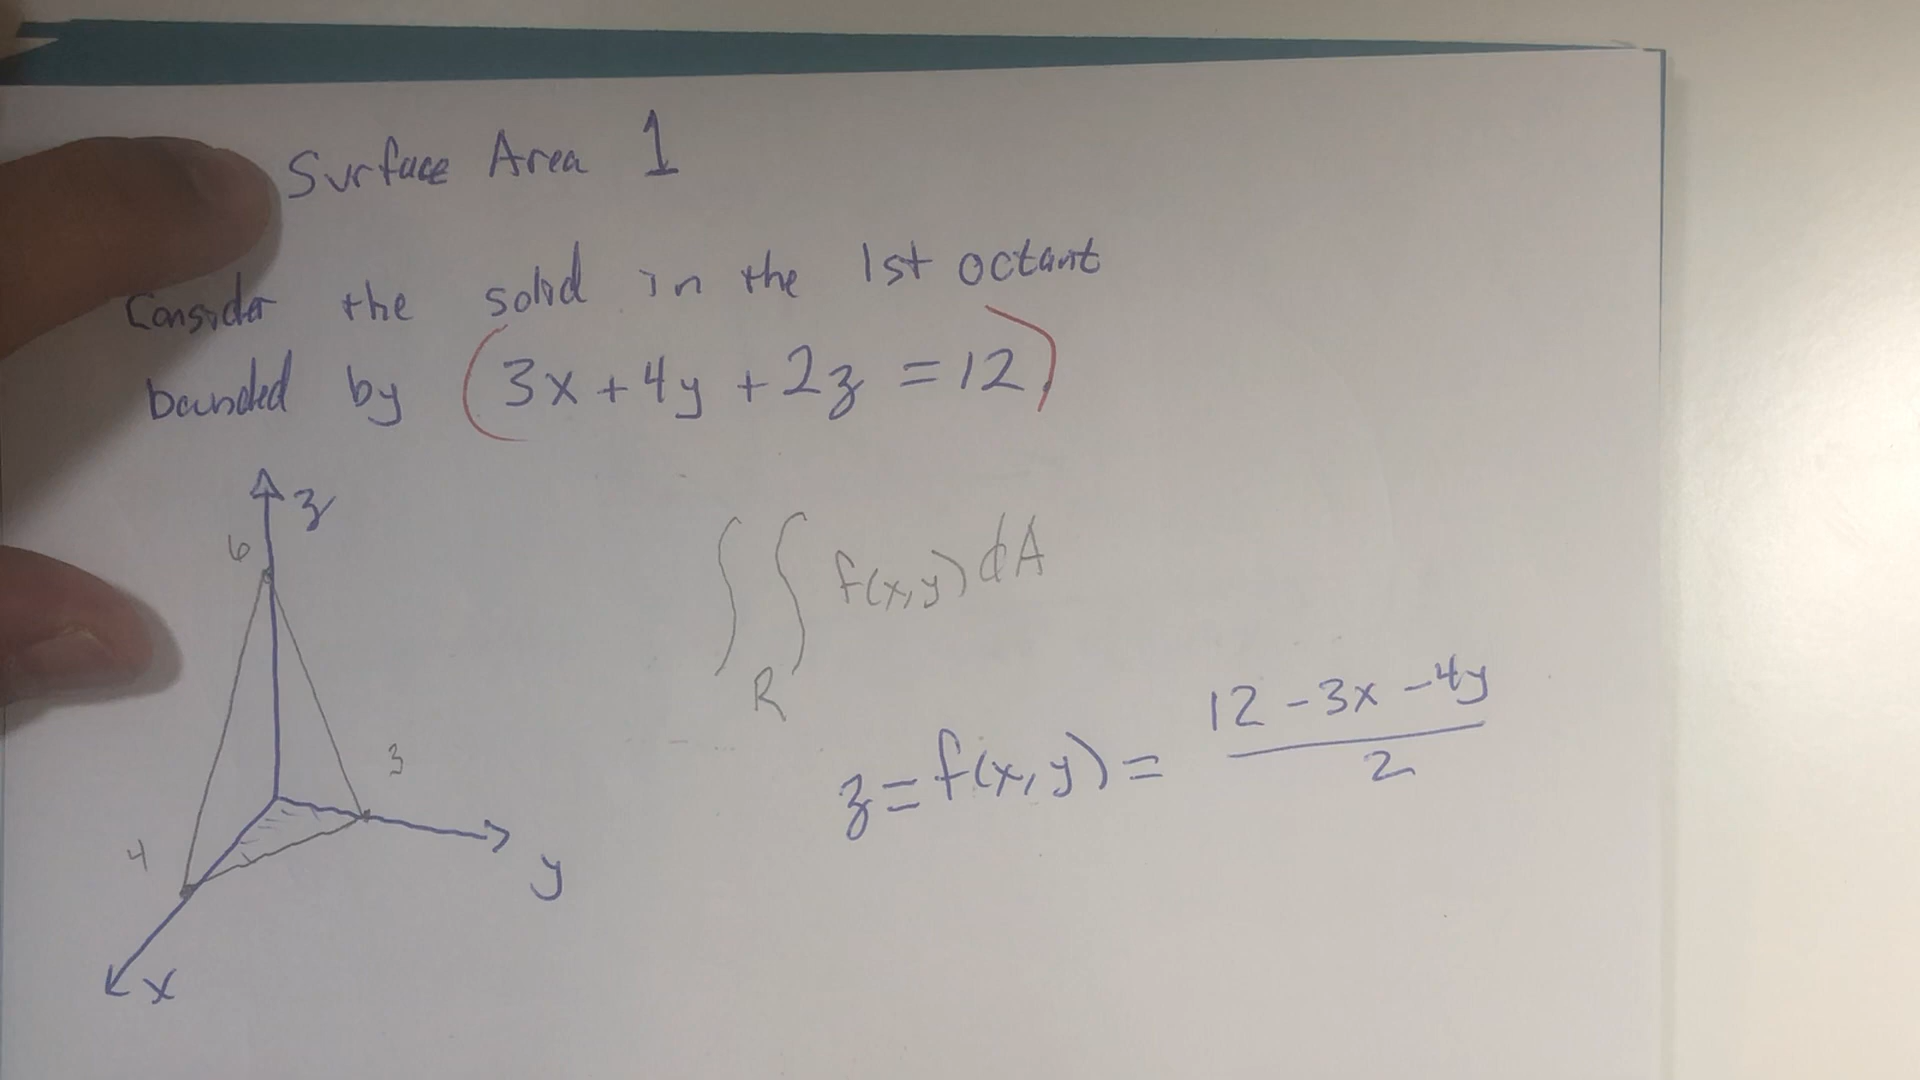 Surface Area 1
Consider the solid in the 1st octant
bounded by (3x + 4y + 2z = 12)
z
6
∫∫ f(x,y) dA
R
z = f(x,y) = 12 - 3x - 4y
2
3
4
y
x